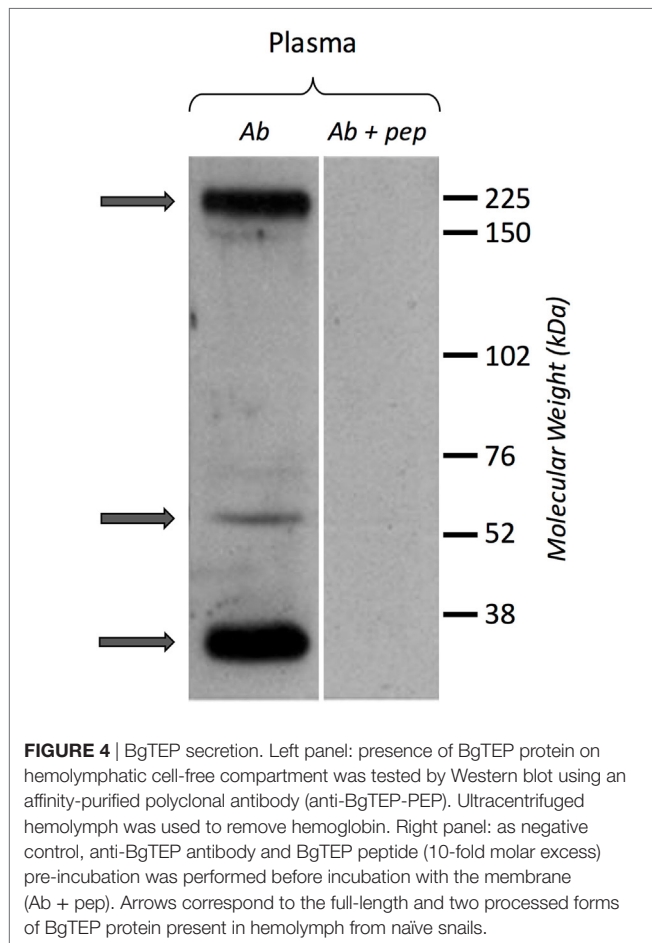 Plasma
Ab
Ab + pep
225
150
102
76
52
38
Molecular Weight (kDa)
FIGURE 4 | BgTEP secretion. Left panel: presence of BgTEP protein on
hemolymphatic cell-free compartment was tested by Western blot using an
affinity-purified polyclonal antibody (anti-BgTEP-PEP). Ultracentrifuged
hemolymph was used to remove hemoglobin. Right panel: as negative
control, anti-BgTEP antibody and BgTEP peptide (10-fold molar excess)
pre-incubation was performed before incubation with the membrane
(Ab + pep). Arrows correspond to the full-length and two processed forms
of BgTEP protein present in hemolymph from naïve snails.